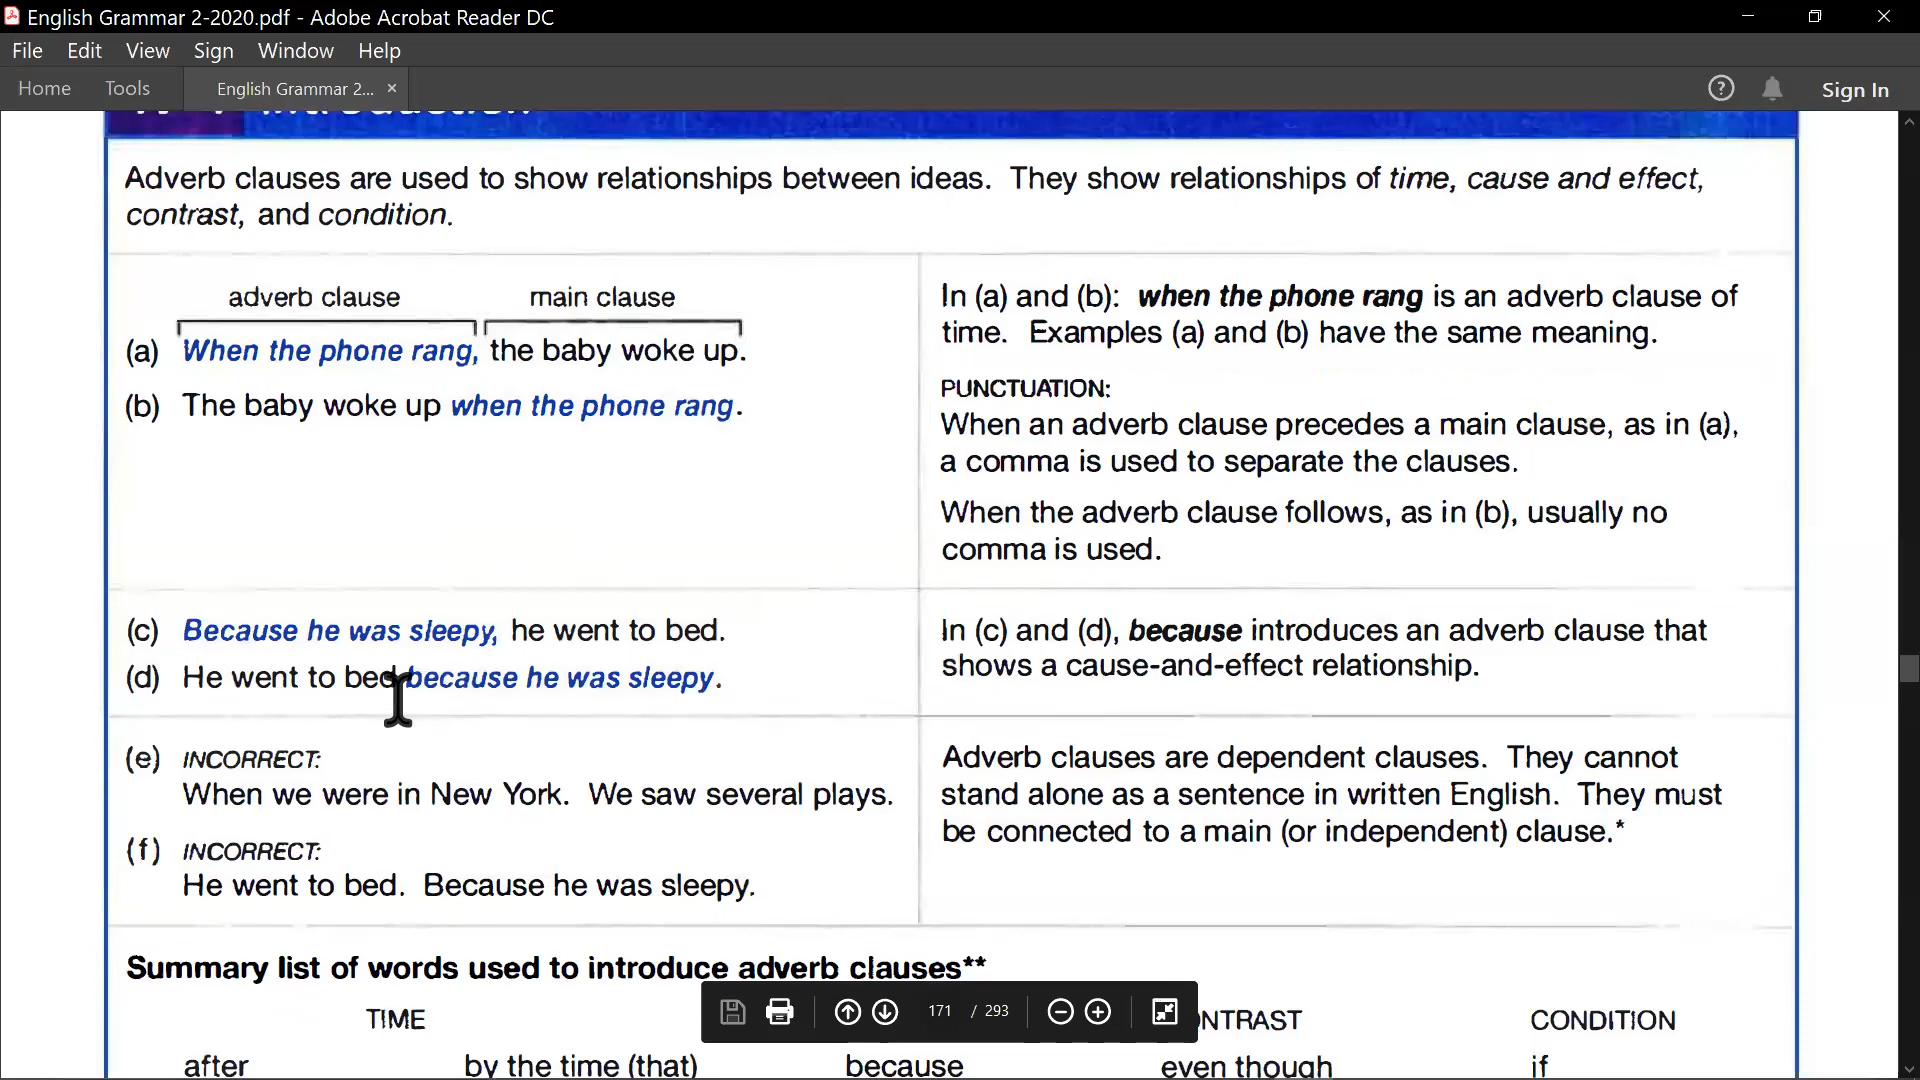 English Grammar 2-2020.pdf - Adobe Acrobat Reader DC
File Edit View Sign Window Help
Home Tools English Grammar 2... × Sign In
Adverb clauses are used to show relationships between ideas. They show relationships of time, cause and effect,
contrast, and condition.
adverb clause main clause
(a) When the phone rang, the baby woke up.
(b) The baby woke up when the phone rang.
In (a) and (b): when the phone rang is an adverb clause of
time. Examples (a) and (b) have the same meaning.
PUNCTUATION:
When an adverb clause precedes a main clause, as in (a),
a comma is used to separate the clauses.
When the adverb clause follows, as in (b), usually no
comma is used.
(c) Because he was sleepy, he went to bed.
(d) He went to bed because he was sleepy.
In (c) and (d), because introduces an adverb clause that
shows a cause-and-effect relationship.
(e) INCORRECT:
When we were in New York. We saw several plays.
(f) INCORRECT:
He went to bed. Because he was sleepy.
Adverb clauses are dependent clauses. They cannot
stand alone as a sentence in written English. They must
be connected to a main (or independent) clause.*
Summary list of words used to introduce adverb clauses**
TIME CONDITION
171 / 293
after by the time (that) because even though if